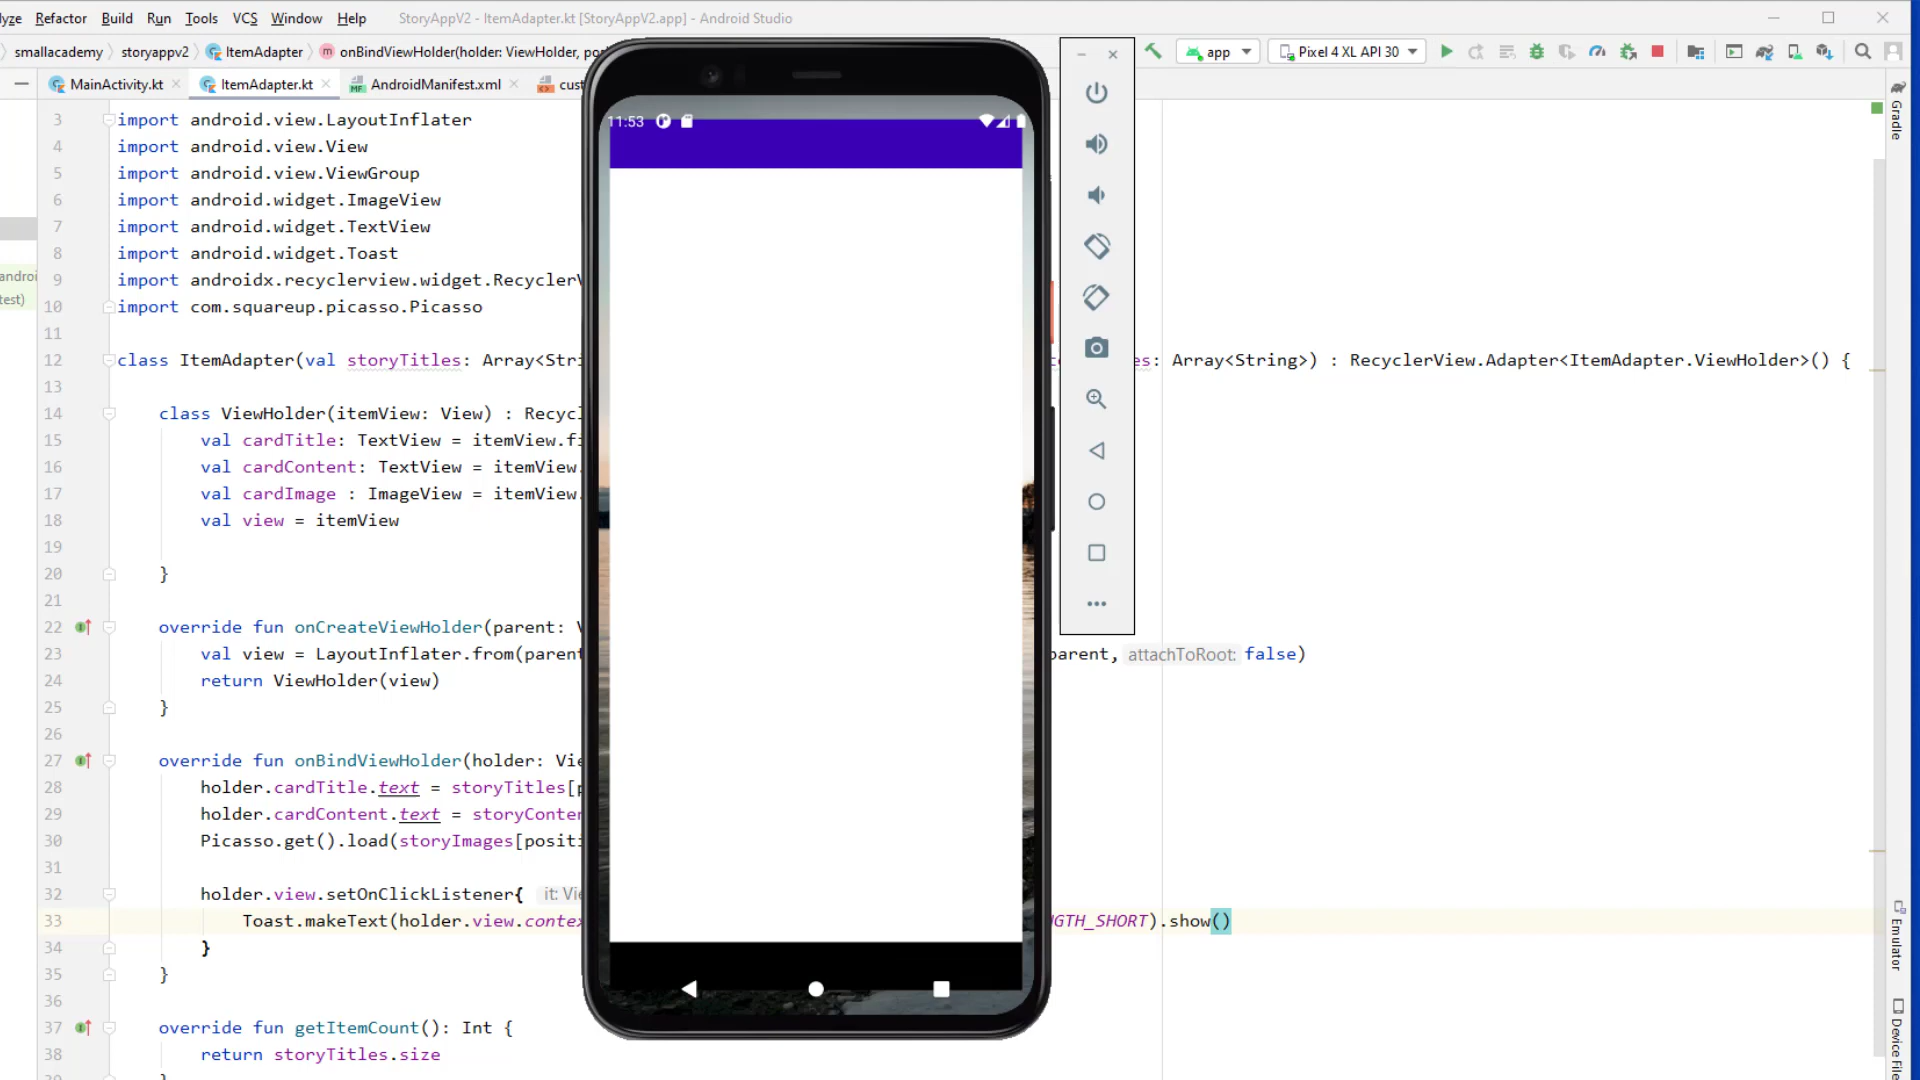 lyze Refactor Build Run Tools VCS Window Help StoryAppV2 - ItemAdapter.kt [StoryAppV2.app] - Android Studio
smallacademy storyappv2 ItemAdapter m onBindViewHolder(holder: ViewHolder, po app Pixel 4 XL API 30
MainActivity.kt ItemAdapter.kt MF AndroidManifest.xml cus
11:53
3 import android.view.LayoutInflater
4 import android.view.View
5 import android.view.ViewGroup
6 import android.widget.ImageView
7 import android.widget.TextView
8 import android.widget.Toast
9 import androidx.recyclerview.widget.RecyclerV
10 import com.squareup.picasso.Picasso
11
12 class ItemAdapter(val storyTitles: Array<Stri es: Array<String>) : RecyclerView.Adapter<ItemAdapter.ViewHolder>() {
13
14 class ViewHolder(itemView: View) : Recycl
15 val cardTitle: TextView = itemView.fi
16 val cardContent: TextView = itemView.
17 val cardImage : ImageView = itemView.
18 val view = itemView
19
20 }
21
22 override fun onCreateViewHolder(parent: V
23 val view = LayoutInflater.from(parent parent, attachToRoot: false)
24 return ViewHolder(view)
25 }
26
27 override fun onBindViewHolder(holder: Vie
28 holder.cardTitle.text = storyTitles[p
29 holder.cardContent.text = storyConten
30 Picasso.get().load(storyImages[positi
31
32 holder.view.setOnClickListener{ it: Vie
33 Toast.makeText(holder.view.contex GTH_SHORT).show()
34 }
35 }
36
37 override fun getItemCount(): Int {
38 return storyTitles.size
androi
test)
Gradle
Emulator
Device File